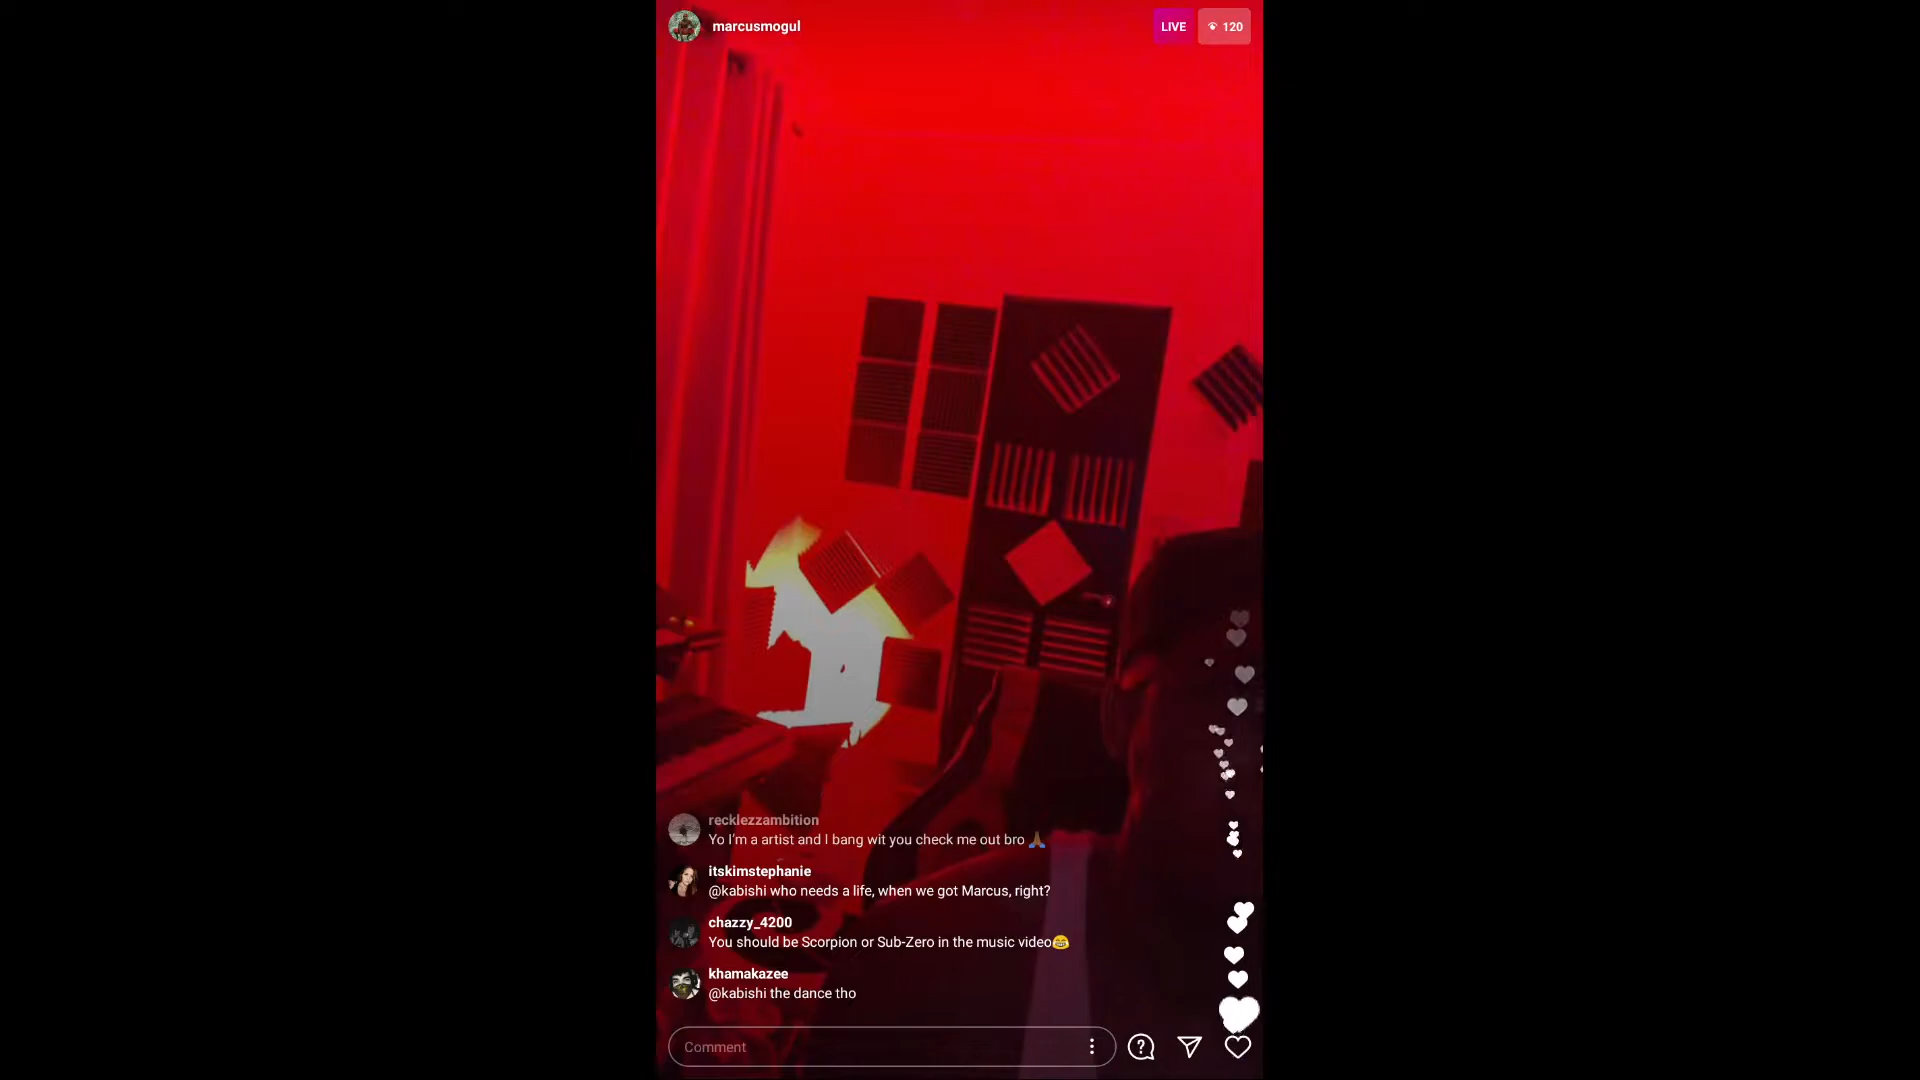 marcusmogul
LIVE
120
recklezzambition
Yo I'm a artist and I bang wit you check me out bro 🙏🏾
itskimstephanie
@kabishi who needs a life, when we got Marcus, right?
chazzy_4200
You should be Scorpion or Sub-Zero in the music video😂
khamakazee
@kabishi the dance tho
Comment